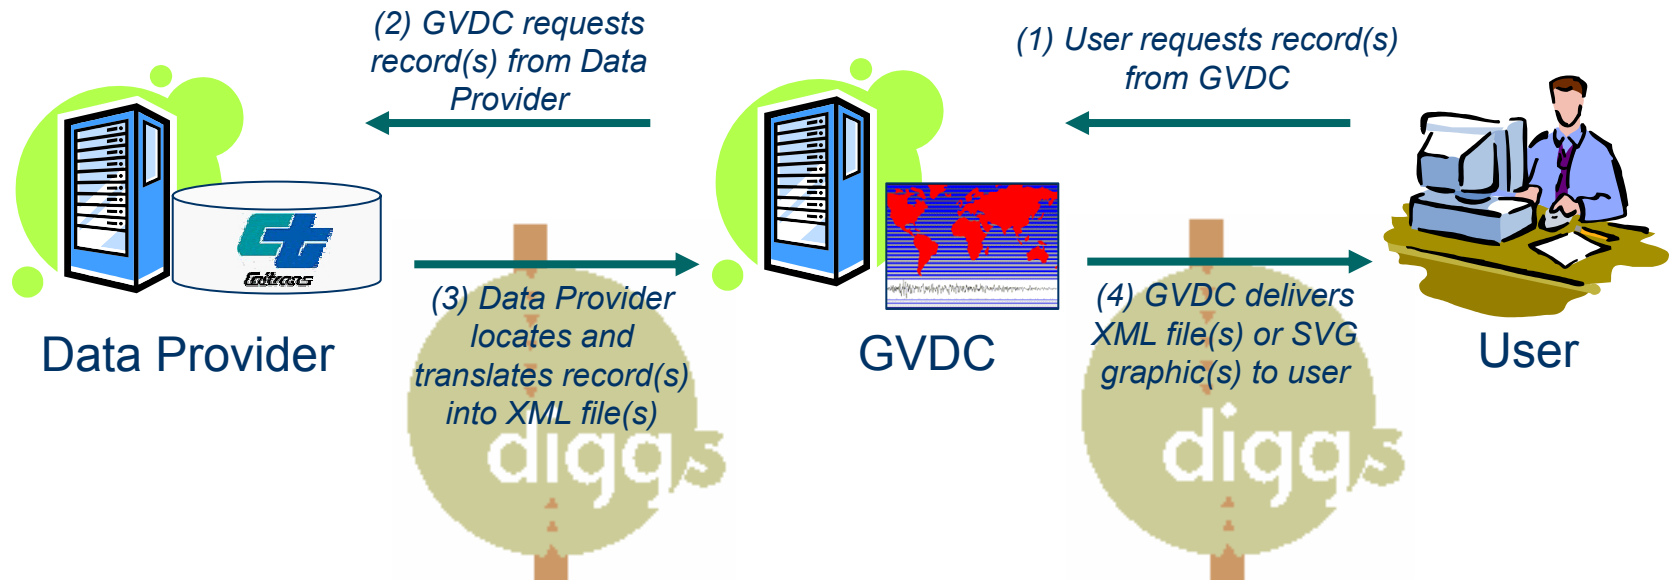 (2) GVDC requests
record(s) from Data
Provider
(1) User requests record(s)
from GVDC
Caltrans
(3) Data Provider
locates and
translates record(s)
into XML file(s)
(4) GVDC delivers
XML file(s) or SVG
graphic(s) to user
Data Provider
GVDC
User
diggs
diggs